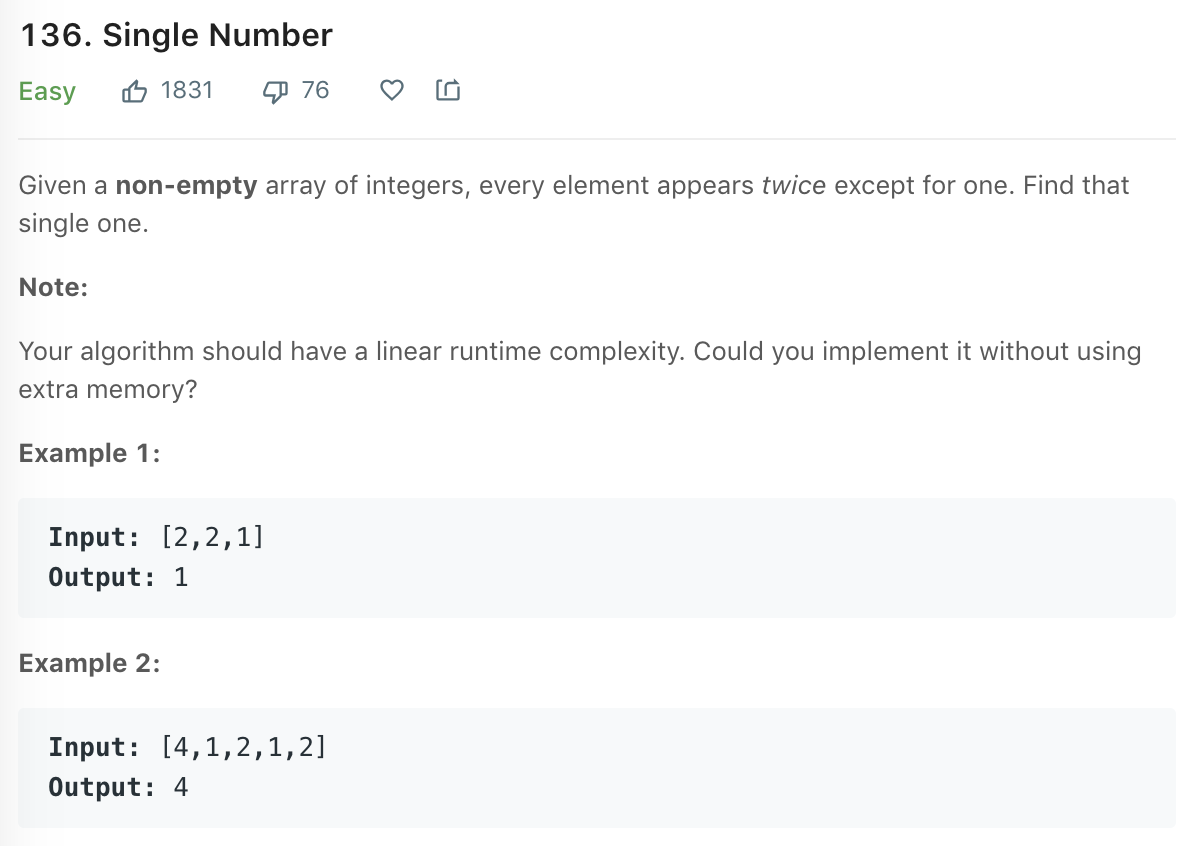 136. Single Number
Easy 1831 76
Given a non-empty array of integers, every element appears twice except for one. Find that
single one.
Note:
Your algorithm should have a linear runtime complexity. Could you implement it without using
extra memory?
Example 1:
Input: [2,2,1]
Output: 1
Example 2:
Input: [4,1,2,1,2]
Output: 4